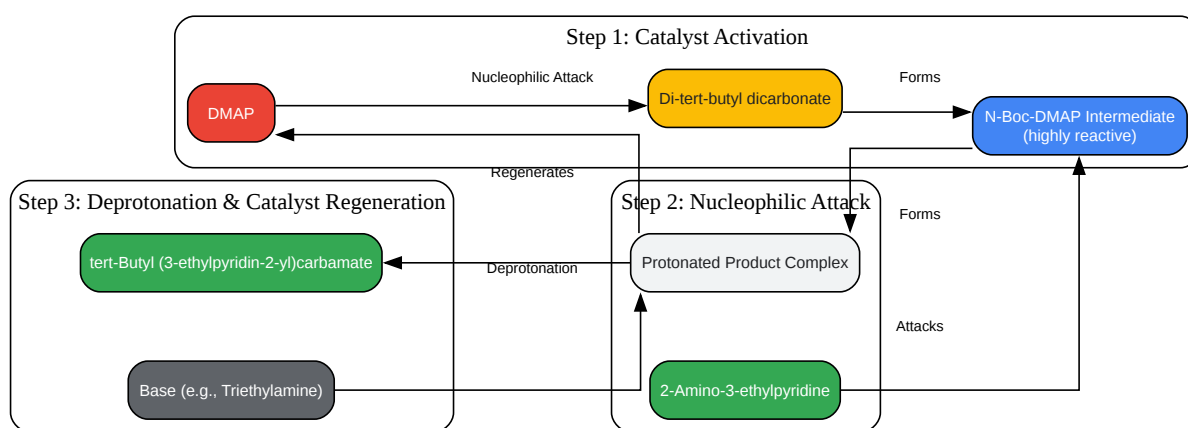 Step 1: Catalyst Activation
Nucleophilic Attack
Forms
DMAP
Di-tert-butyl dicarbonate
N-Boc-DMAP Intermediate
(highly reactive)
Regenerates
Step 3: Deprotonation & Catalyst Regeneration
Step 2: Nucleophilic Attack
Forms
tert-Butyl (3-ethylpyridin-2-yl)carbamate
Deprotonation
Protonated Product Complex
Attacks
Base (e.g., Triethylamine)
2-Amino-3-ethylpyridine